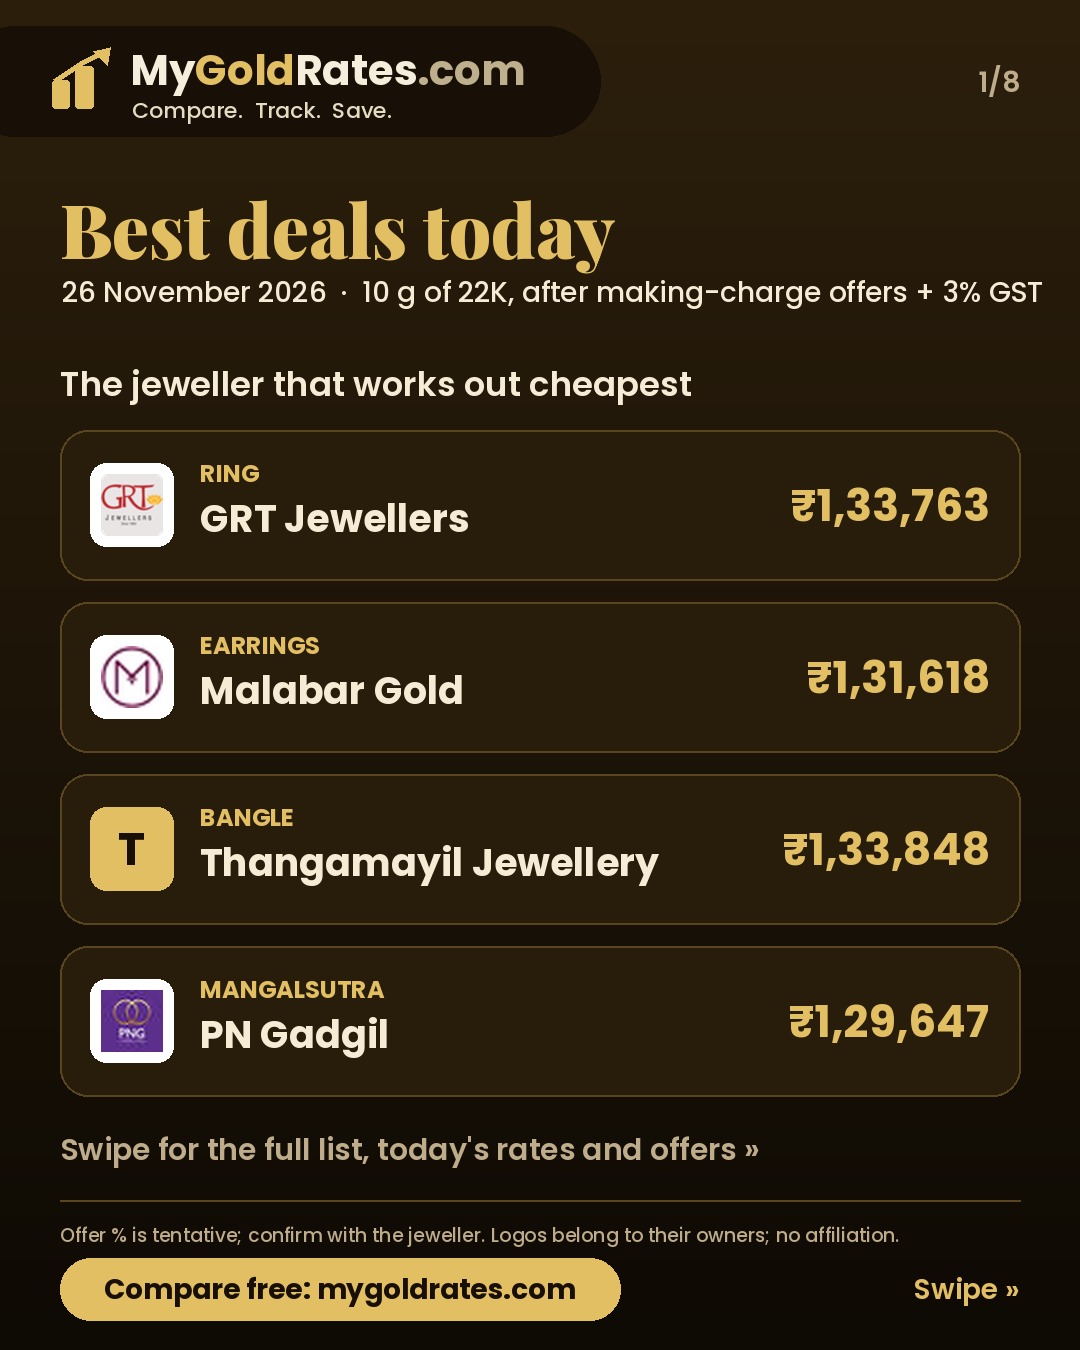 MyGoldRates.com
Compare. Track. Save.
1/8
Best deals today
26 November 2026 · 10 g of 22K, after making-charge offers + 3% GST
The jeweller that works out cheapest
GRT
JEWELLERS
RING
GRT Jewellers
₹1,33,763
M
EARRINGS
Malabar Gold
₹1,31,618
T
BANGLE
Thangamayil Jewellery
₹1,33,848
PNG
MANGALSUTRA
PN Gadgil
₹1,29,647
Swipe for the full list, today's rates and offers »
Offer % is tentative; confirm with the jeweller. Logos belong to their owners; no affiliation.
Compare free: mygoldrates.com
Swipe »